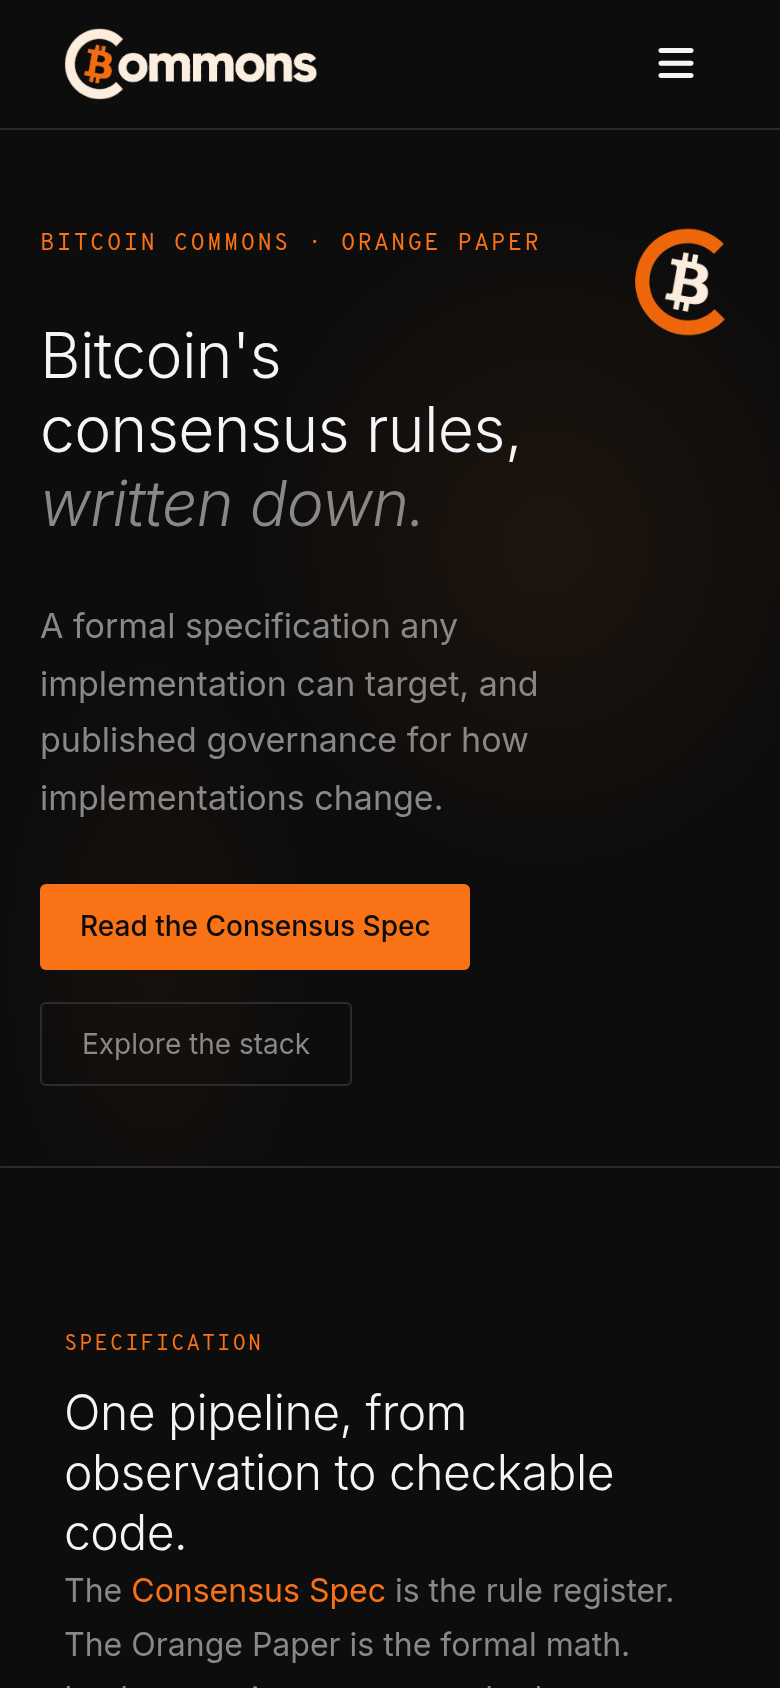 Commons
BITCOIN COMMONS · ORANGE PAPER
Bitcoin's
consensus rules,
written down.
A formal specification any
implementation can target, and
published governance for how
implementations change.
Read the Consensus Spec
Explore the stack
SPECIFICATION
One pipeline, from
observation to checkable
code.
The Consensus Spec is the rule register.
The Orange Paper is the formal math.